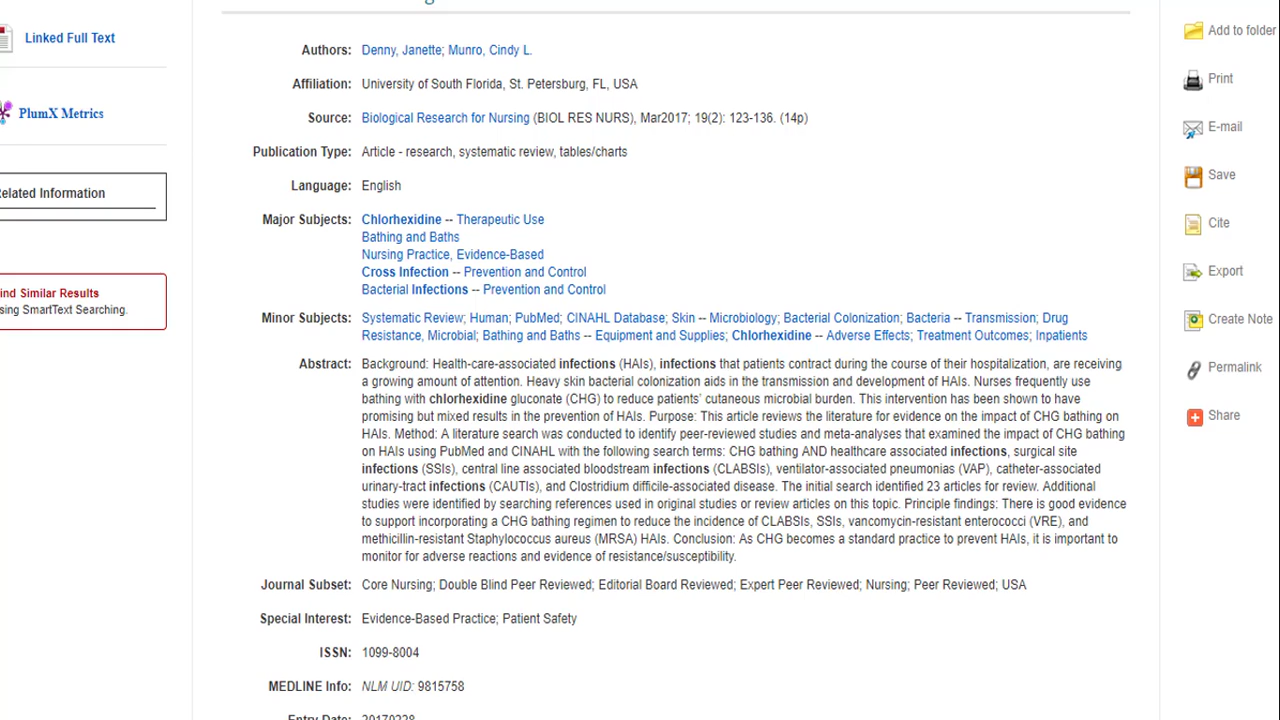 Linked Full Text
PlumX Metrics
elated Information
ind Similar Results
sing SmartText Searching.
Authors: Denny, Janette; Munro, Cindy L.
Affiliation: University of South Florida, St. Petersburg, FL, USA
Source: Biological Research for Nursing (BIOL RES NURS), Mar2017; 19(2): 123-136. (14p)
Publication Type: Article - research, systematic review, tables/charts
Language: English
Major Subjects: Chlorhexidine -- Therapeutic Use
Bathing and Baths
Nursing Practice, Evidence-Based
Cross Infection -- Prevention and Control
Bacterial Infections -- Prevention and Control
Minor Subjects: Systematic Review; Human; PubMed; CINAHL Database; Skin -- Microbiology; Bacterial Colonization; Bacteria -- Transmission; Drug
Resistance, Microbial; Bathing and Baths -- Equipment and Supplies; Chlorhexidine -- Adverse Effects; Treatment Outcomes; Inpatients
Abstract: Background: Health-care-associated infections (HAIs), infections that patients contract during the course of their hospitalization, are receiving
a growing amount of attention. Heavy skin bacterial colonization aids in the transmission and development of HAIs. Nurses frequently use
bathing with chlorhexidine gluconate (CHG) to reduce patients' cutaneous microbial burden. This intervention has been shown to have
promising but mixed results in the prevention of HAIs. Purpose: This article reviews the literature for evidence on the impact of CHG bathing on
HAIs. Method: A literature search was conducted to identify peer-reviewed studies and meta-analyses that examined the impact of CHG bathing
on HAIs using PubMed and CINAHL with the following search terms: CHG bathing AND healthcare associated infections, surgical site
infections (SSIs), central line associated bloodstream infections (CLABSIs), ventilator-associated pneumonias (VAP), catheter-associated
urinary-tract infections (CAUTIs), and Clostridium difficile-associated disease. The initial search identified 23 articles for review. Additional
studies were identified by searching references used in original studies or review articles on this topic. Principle findings: There is good evidence
to support incorporating a CHG bathing regimen to reduce the incidence of CLABSIs, SSIs, vancomycin-resistant enterococci (VRE), and
methicillin-resistant Staphylococcus aureus (MRSA) HAIs. Conclusion: As CHG becomes a standard practice to prevent HAIs, it is important to
monitor for adverse reactions and evidence of resistance/susceptibility.
Journal Subset: Core Nursing; Double Blind Peer Reviewed; Editorial Board Reviewed; Expert Peer Reviewed; Nursing; Peer Reviewed; USA
Special Interest: Evidence-Based Practice; Patient Safety
ISSN: 1099-8004
MEDLINE Info: NLM UID: 9815758
Entry Date: 20170228
Add to folder
Print
E-mail
Save
Cite
Export
Create Note
Permalink
Share